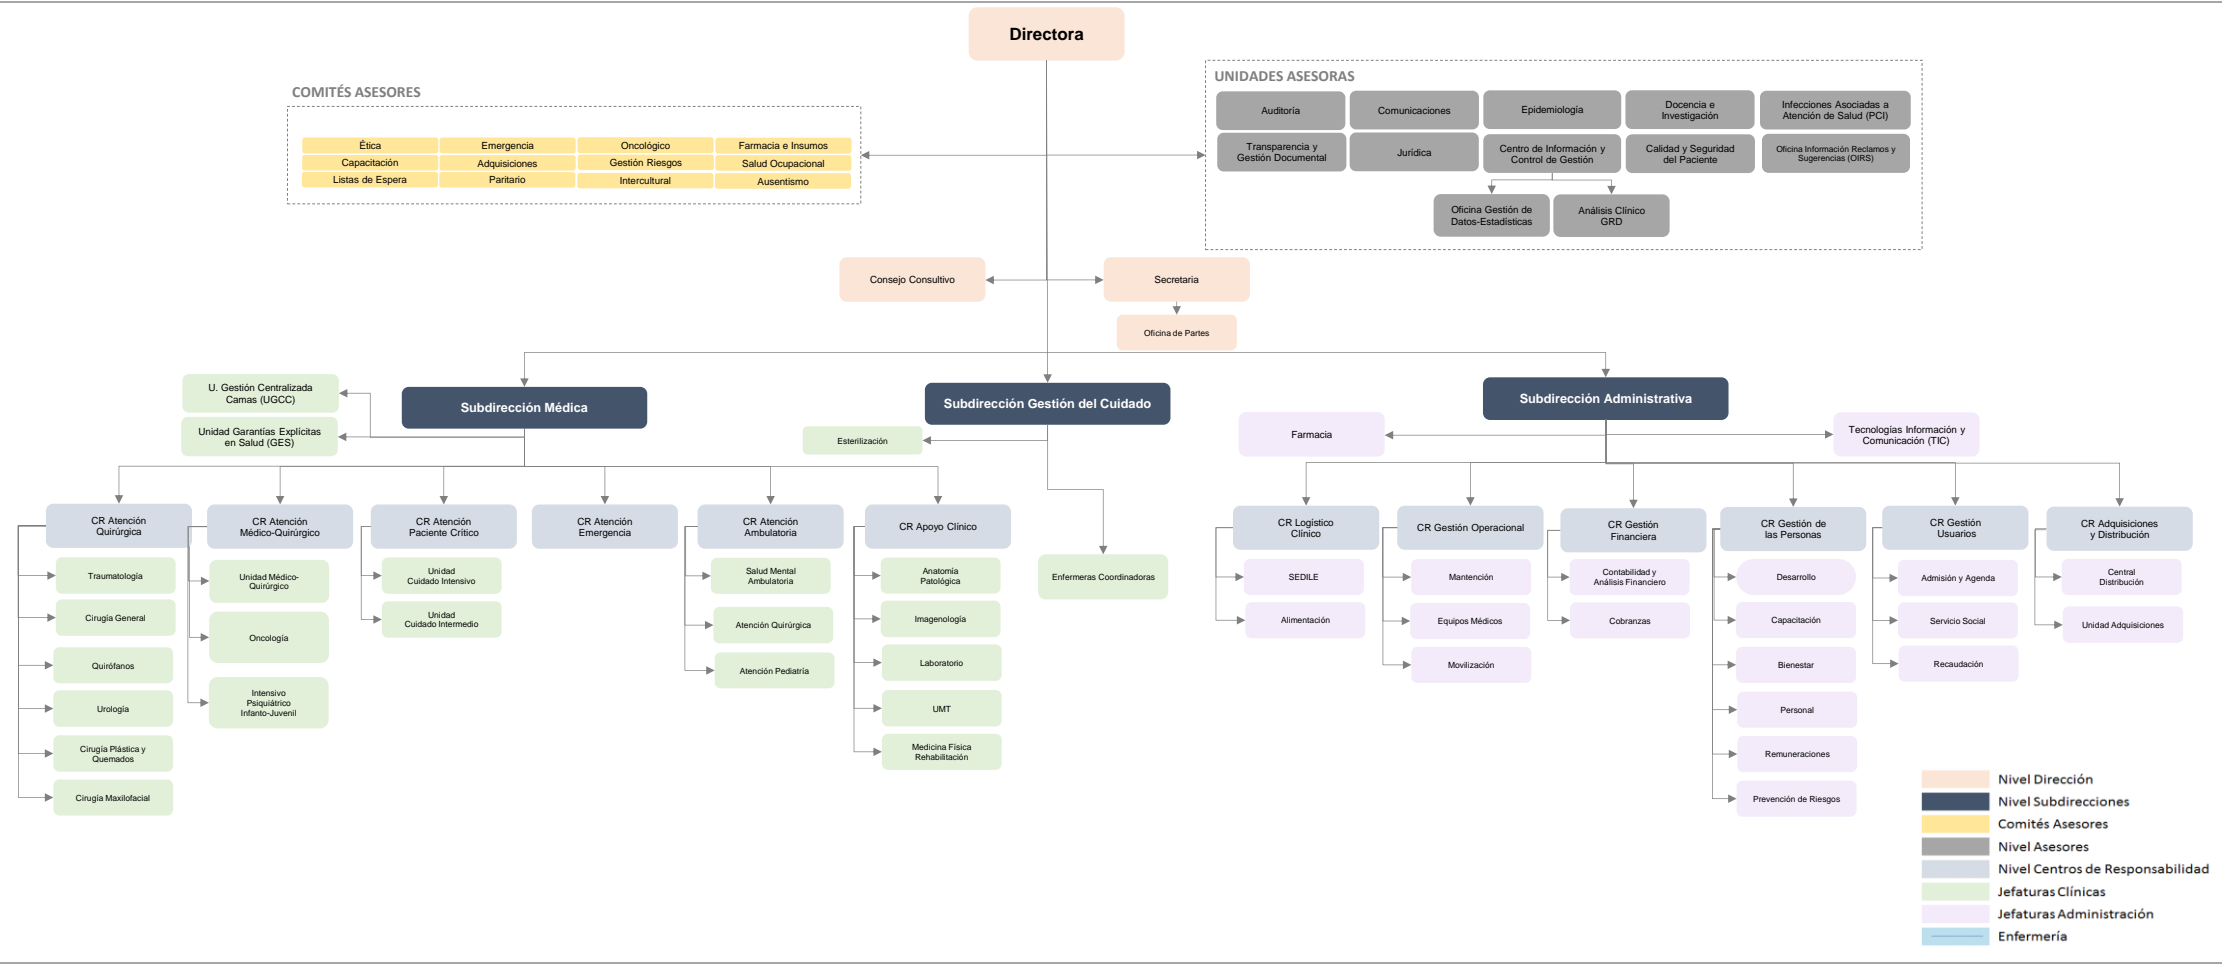 Directora
COMITÉS ASESORES
Ética
Emergencia
Oncológico
Farmacia e Insumos
Capacitación
Adquisiciones
Gestión Riesgos
Salud Ocupacional
Listas de Espera
Paritario
Intercultural
Ausentismo
UNIDADES ASESORAS
Auditoría
Comunicaciones
Epidemiología
Docencia e
Investigación
Infecciones Asociadas a
Atención de Salud (PCI)
Transparencia y
Gestión Documental
Jurídica
Centro de Información y
Control de Gestión
Calidad y Seguridad
del Paciente
Oficina Información Reclamos y
Sugerencias (OIRS)
Oficina Gestión de
Datos-Estadísticas
Análisis Clínico
GRD
Consejo Consultivo
Secretaria
Oficina de Partes
U. Gestión Centralizada
Camas (UGCC)
Unidad Garantías Explícitas
en Salud (GES)
Subdirección Médica
Subdirección Gestión del Cuidado
Subdirección Administrativa
Esterilización
Farmacia
Tecnologías Información y
Comunicación (TIC)
CR Atención
Quirúrgica
CR Atención
Médico-Quirúrgico
CR Atención
Paciente Crítico
CR Atención
Emergencia
CR Atención
Ambulatoria
CR Apoyo Clínico
CR Logístico
Clínico
CR Gestión Operacional
CR Gestión
Financiera
CR Gestión de
las Personas
CR Gestión
Usuarios
CR Adquisiciones
y Distribución
Traumatología
Cirugía General
Quirófanos
Urología
Cirugía Plástica y
Quemados
Cirugía Maxilofacial
Unidad Médico-
Quirúrgico
Oncología
Intensivo
Psiquiátrico
Infanto-Juvenil
Unidad
Cuidado Intensivo
Unidad
Cuidado Intermedio
Salud Mental
Ambulatoria
Atención Quirúrgica
Atención Pediatría
Anatomía
Patológica
Imagenología
Laboratorio
UMT
Medicina Física
Rehabilitación
Enfermeras Coordinadoras
SEDILE
Alimentación
Mantención
Equipos Médicos
Movilización
Contabilidad y
Análisis Financiero
Cobranzas
Desarrollo
Capacitación
Bienestar
Personal
Remuneraciones
Prevención de Riesgos
Admisión y Agenda
Servicio Social
Recaudación
Central
Distribución
Unidad Adquisiciones
Nivel Dirección
Nivel Subdirecciones
Comités Asesores
Nivel Asesores
Nivel Centros de Responsabilidad
Jefaturas Clínicas
Jefaturas Administración
Enfermería